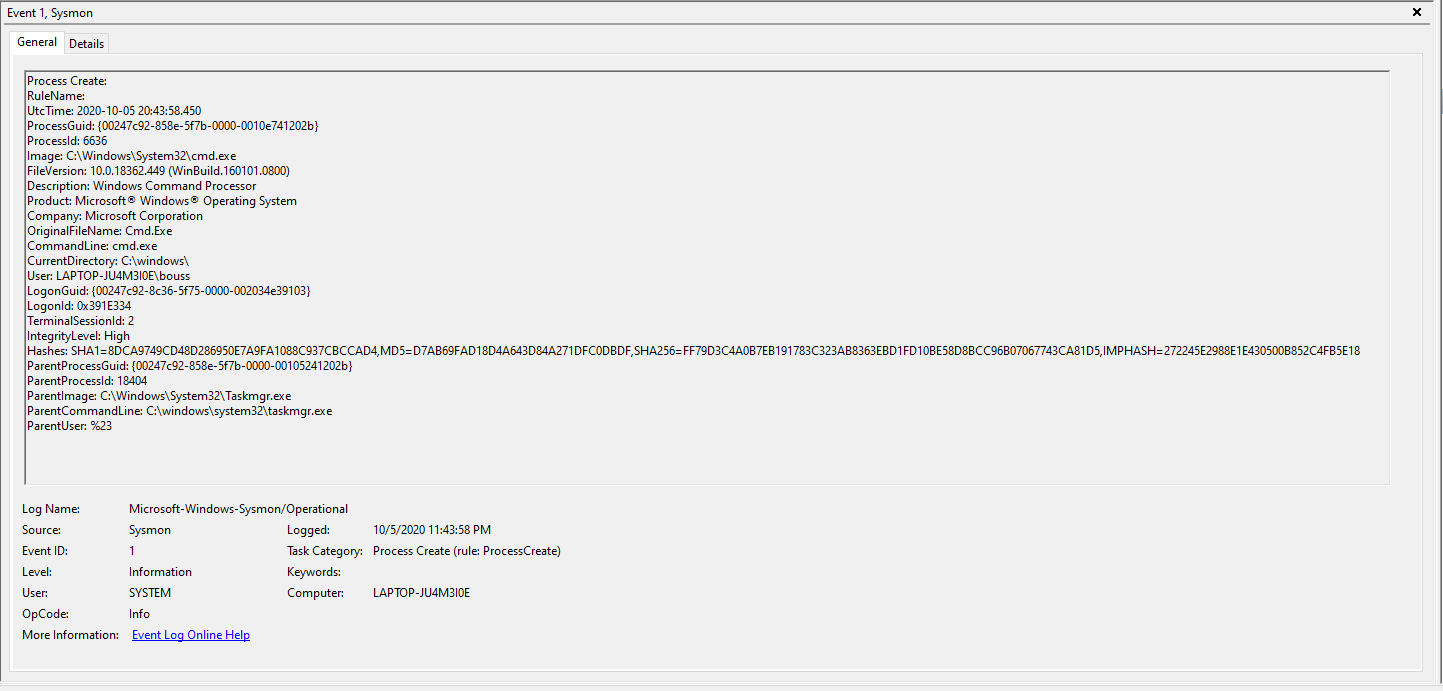 Event 1, Sysmon
General
Details
Process Create:
RuleName:
UtcTime: 2020-10-05 20:43:58.450
ProcessGuid: {00247c92-858e-5f7b-0000-0010e741202b}
ProcessId: 6636
Image: C:\Windows\System32\cmd.exe
FileVersion: 10.0.18362.449 (WinBuild.160101.0800)
Description: Windows Command Processor
Product: Microsoft® Windows® Operating System
Company: Microsoft Corporation
OriginalFileName: Cmd.Exe
CommandLine: cmd.exe
CurrentDirectory: C:\windows\
User: LAPTOP-JU4M3I0E\bouss
LogonGuid: {00247c92-8c36-5f75-0000-002034e39103}
LogonId: 0x391E334
TerminalSessionId: 2
IntegrityLevel: High
Hashes: SHA1=8DCA9749CD48D286950E7A9FA1088C937CBCCAD4,MD5=D7AB69FAD18D4A643D84A271DFC0DBDF,SHA256=FF79D3C4A0B7EB191783C323AB8363EBD1FD10BE58D8BCC96B07067743CA81D5,IMPHASH=272245E2988E1E430500B852C4FB5E18
ParentProcessGuid: {00247c92-858e-5f7b-0000-00105241202b}
ParentProcessId: 18404
ParentImage: C:\Windows\System32\Taskmgr.exe
ParentCommandLine: C:\windows\system32\taskmgr.exe
ParentUser: %23
Log Name: Microsoft-Windows-Sysmon/Operational
Source: Sysmon Logged: 10/5/2020 11:43:58 PM
Event ID: 1 Task Category: Process Create (rule: ProcessCreate)
Level: Information Keywords:
User: SYSTEM Computer: LAPTOP-JU4M3I0E
OpCode: Info
More Information: Event Log Online Help